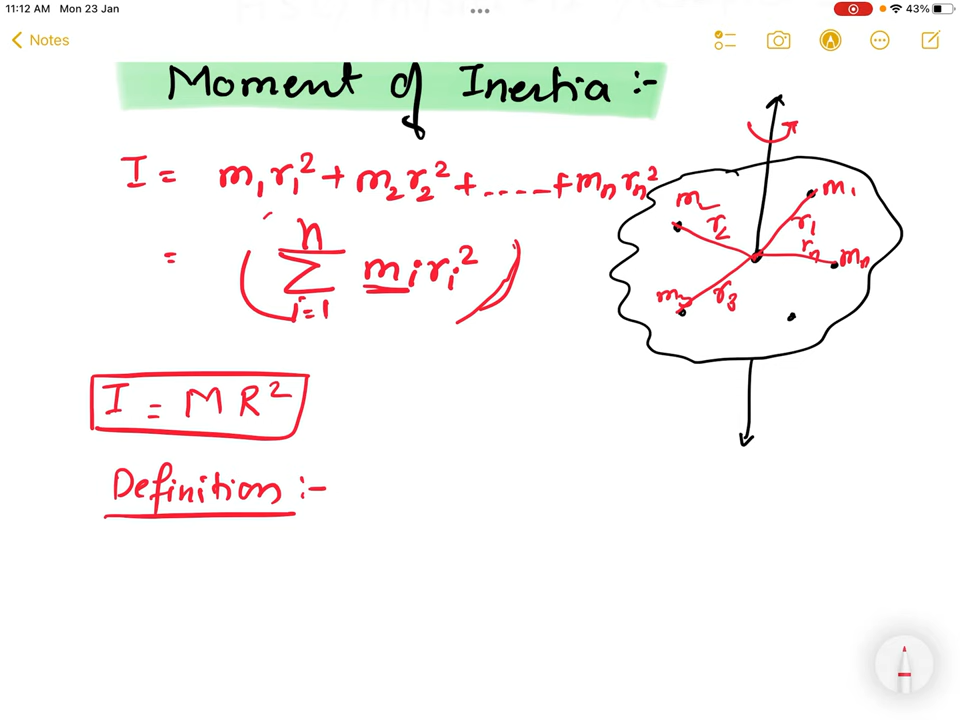 11:12 AM Mon 23 Jan
43%
Notes
Moment of Inertia :-
I = m₁r₁² + m₂r₂² + ..... + mₙrₙ²
= ( n ∑ i=1 mᵢrᵢ² )
I = MR²
Definition :-
m r₂ r₁ m₁
rₙ mₙ
r₃